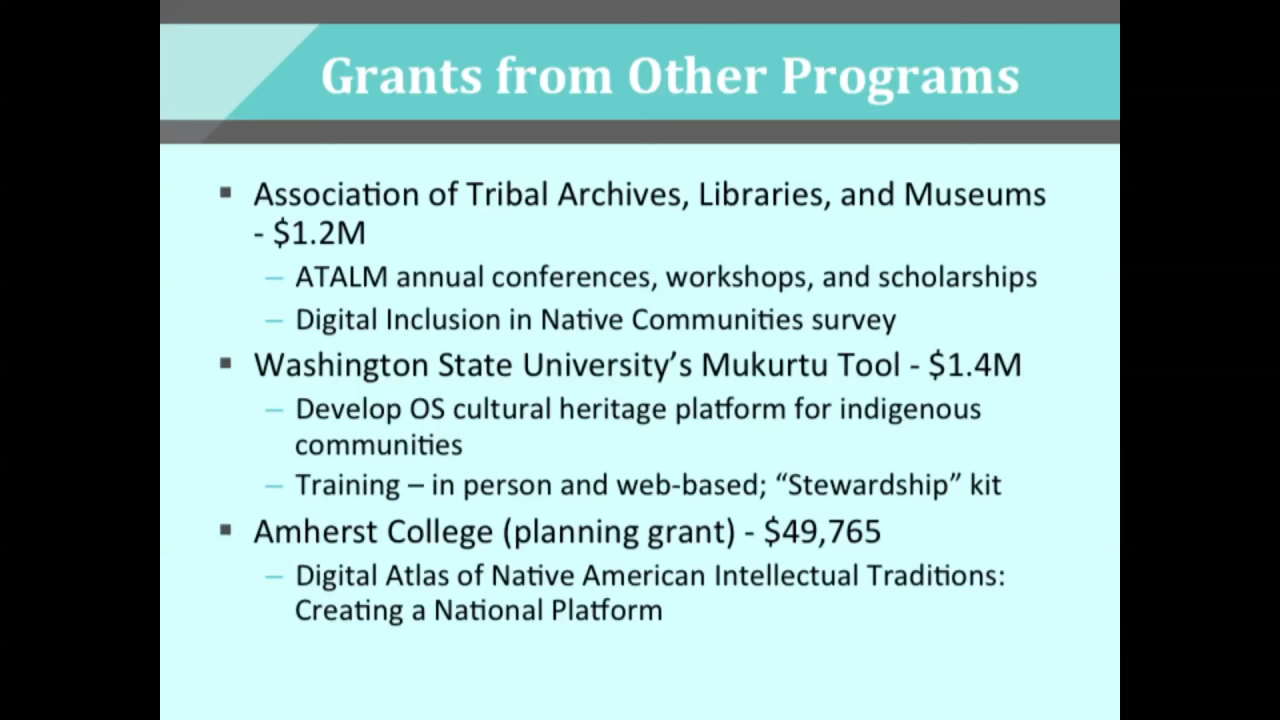 Grants from Other Programs
▪ Association of Tribal Archives, Libraries, and Museums
- $1.2M
– ATALM annual conferences, workshops, and scholarships
– Digital Inclusion in Native Communities survey
▪ Washington State University’s Mukurtu Tool - $1.4M
– Develop OS cultural heritage platform for indigenous
communities
– Training – in person and web-based; “Stewardship” kit
▪ Amherst College (planning grant) - $49,765
– Digital Atlas of Native American Intellectual Traditions:
Creating a National Platform